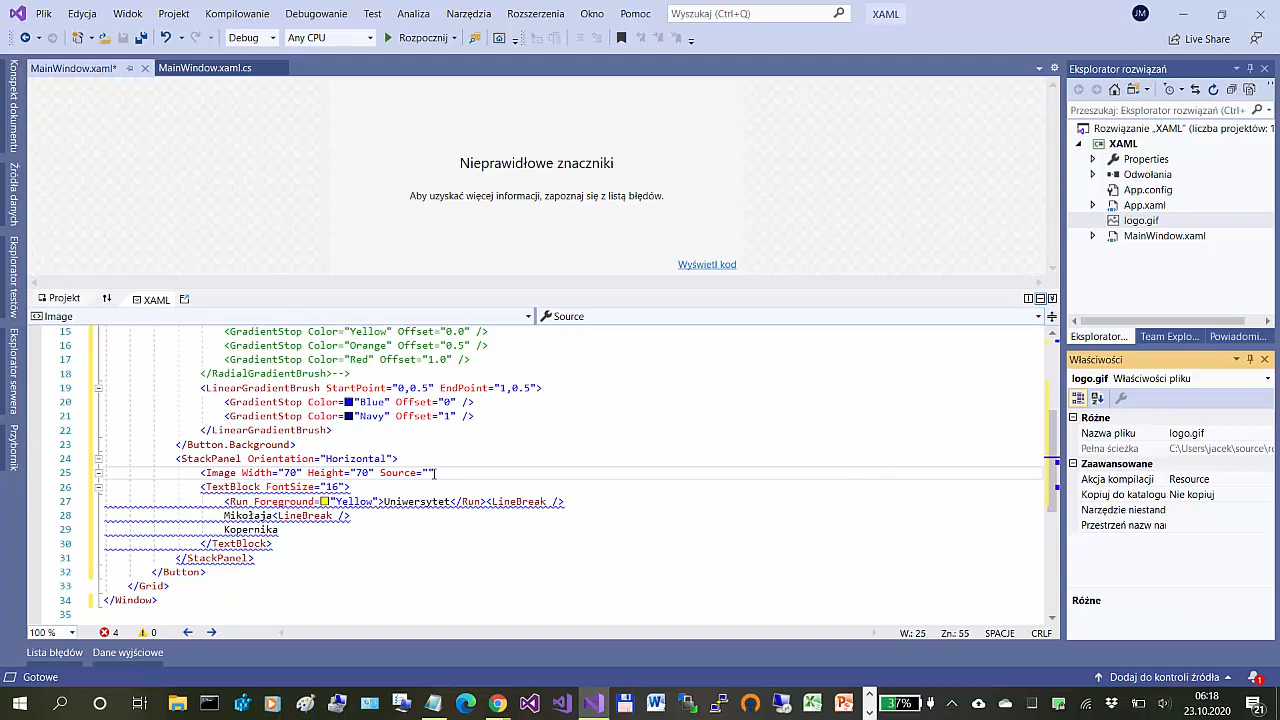 Plik Edytuj Widok Git Projekt Kompilowanie Debugowanie Test Analiza Narzędzia Rozszerzenia Okno Pomoc Wyszukaj (Ctrl+Q) XAML JM
Debug Any CPU Rozpocznij Live Share
MainWindow.xaml* MainWindow.xaml.cs
Konspekt dokumentu
Źródła danych
Eksplorator testów
Eksplorator serwera
Przybornik
Nieprawidłowe znaczniki
Aby uzyskać więcej informacji, zapoznaj się z listą błędów.
Wyświetl kod
Projekt XAML
Image Source
15 <GradientStop Color="Yellow" Offset="0.0" />
16 <GradientStop Color="Orange" Offset="0.5" />
17 <GradientStop Color="Red" Offset="1.0" />
18 </RadialGradientBrush>-->
19 <LinearGradientBrush StartPoint="0,0.5" EndPoint="1,0.5">
20 <GradientStop Color="Blue" Offset="0" />
21 <GradientStop Color="Navy" Offset="1" />
22 </LinearGradientBrush>
23 </Button.Background>
24 <StackPanel Orientation="Horizontal">
25 <Image Width="70" Height="70" Source=""
26 <TextBlock FontSize="16">
27 <Run Foreground="Yellow">Uniwersytet</Run><LineBreak />
28 Mikołaja<LineBreak />
29 Kopernika
30 </TextBlock>
31 </StackPanel>
32 </Button>
33 </Grid>
34 </Window>
35
100 % 4 0 W.: 25 Zn.: 55 SPACJE CRLF
Lista błędów Dane wyjściowe
Gotowe Dodaj do kontroli źródła 1
Eksplorator rozwiązań
Przeszukaj: Eksplorator rozwiązań (Ctrl+
Rozwiązanie „XAML” (liczba projektów: 1
XAML
Properties
Odwołania
App.config
App.xaml
logo.gif
MainWindow.xaml
Eksplorator... Team Explo... Powiadomi...
Właściwości
logo.gif Właściwości pliku
Różne
Nazwa pliku logo.gif
Pełna ścieżka C:\Users\jacek\source\re
Zaawansowane
Akcja kompilacji Resource
Kopiuj do katalogu Nie kopiuj
Narzędzie niestand
Przestrzeń nazw nar
Różne
37% 06:18
23.10.2020
21